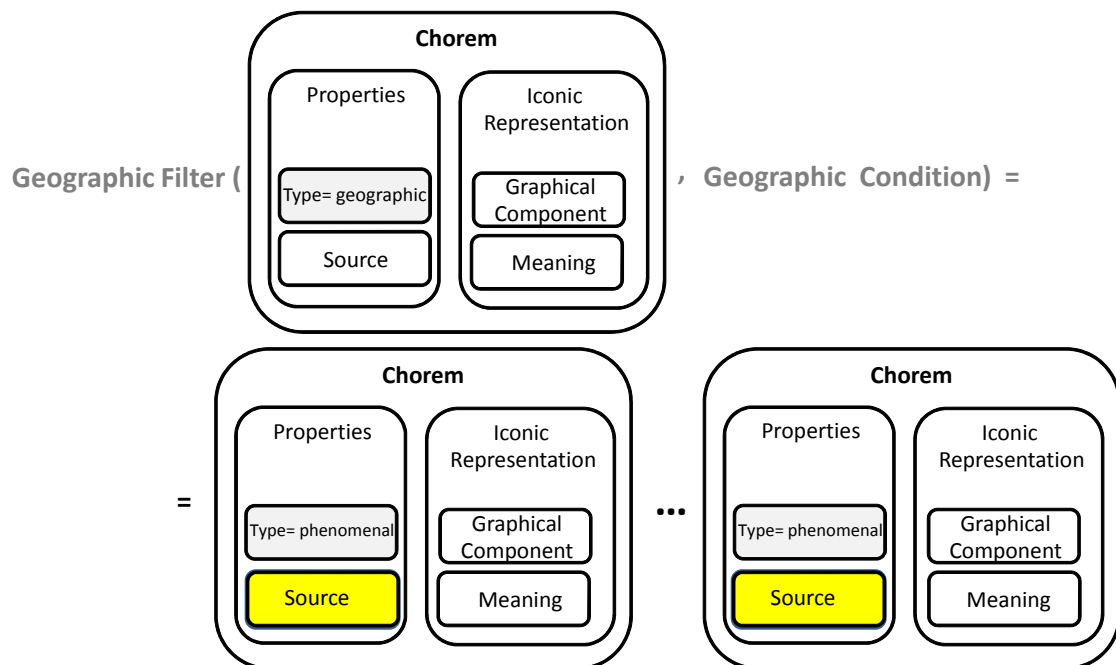 Chorem
Properties
Iconic
Representation
Geographic Filter (
Type= geographic
Graphical
Component
, Geographic Condition) =
Source
Meaning
Chorem
Chorem
Properties
Iconic
Representation
Properties
Iconic
Representation
=
Type= phenomenal
Graphical
Component
...
Type= phenomenal
Graphical
Component
Source
Meaning
Source
Meaning